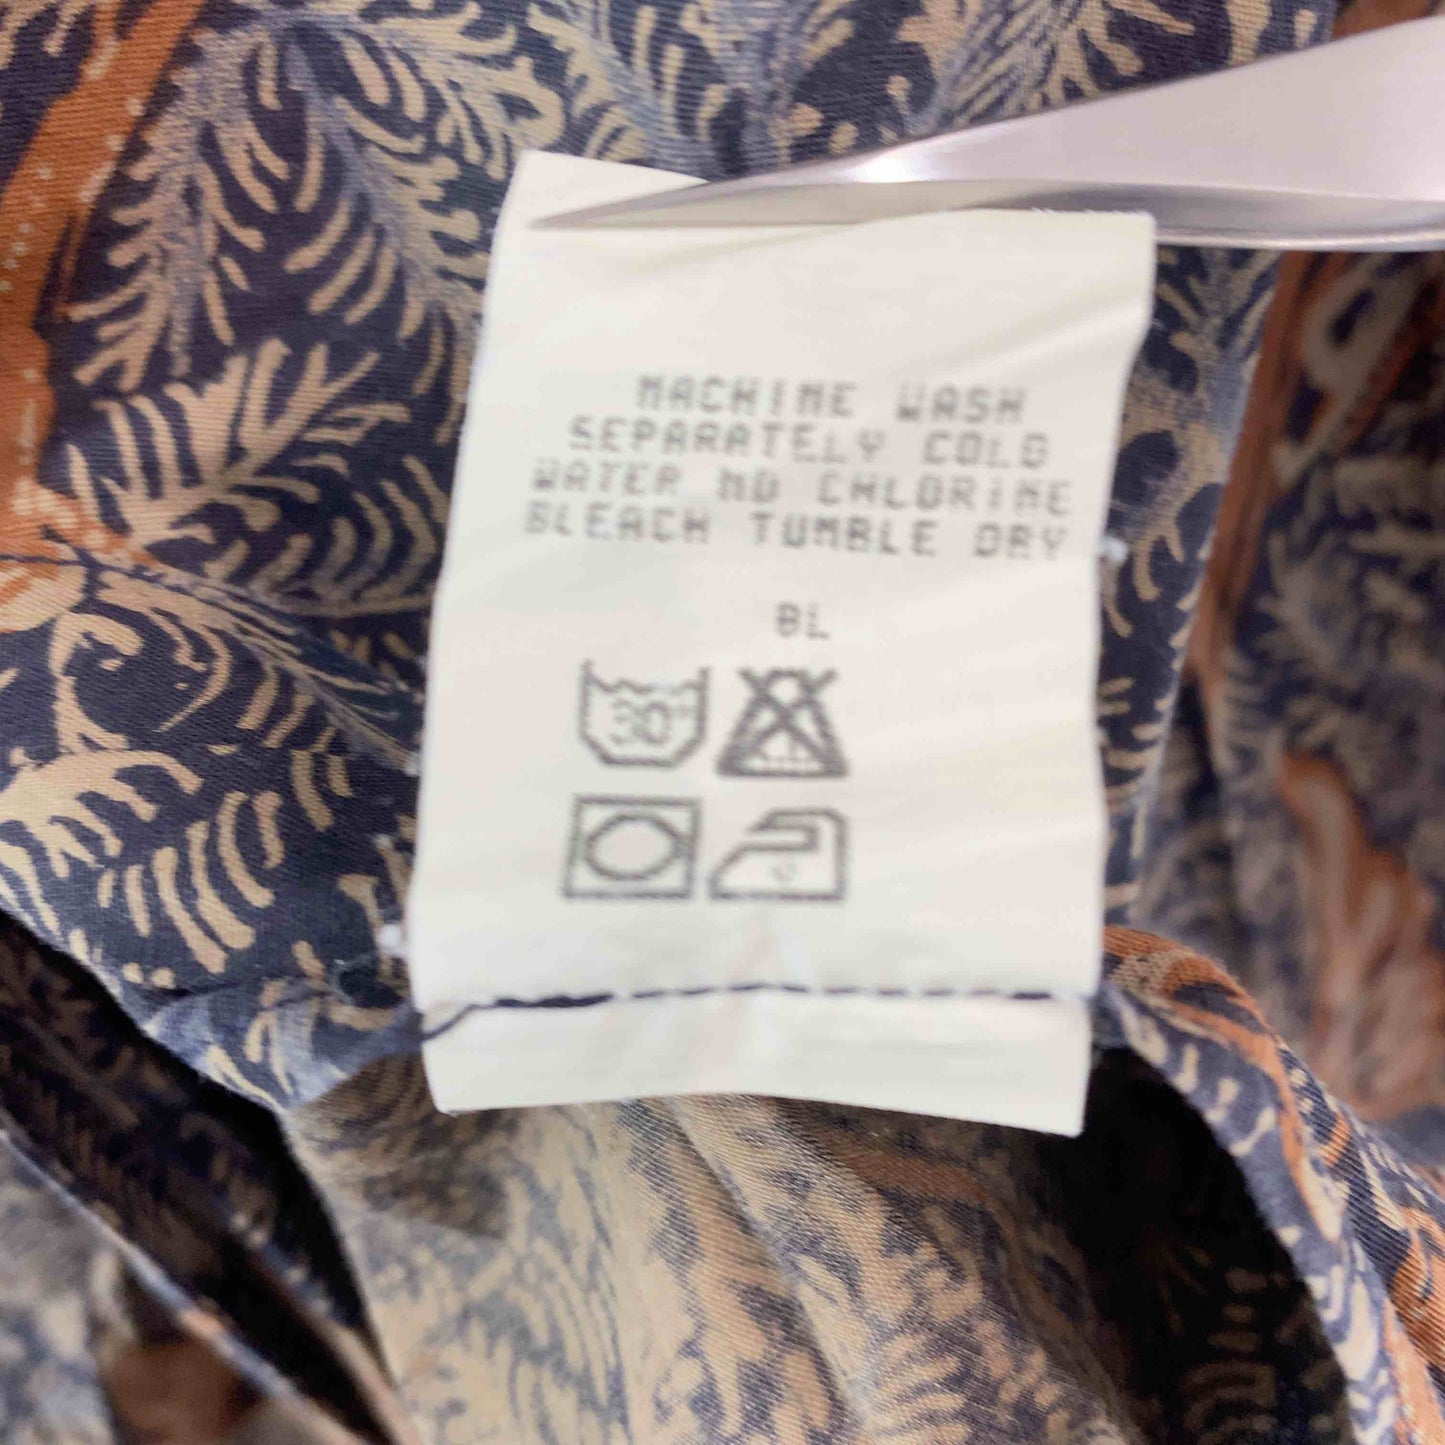 MACHINE WASH
SEPARATELY COLD
WATER NO CHLORINE
BLEACH TUMBLE DRY
BL
30°